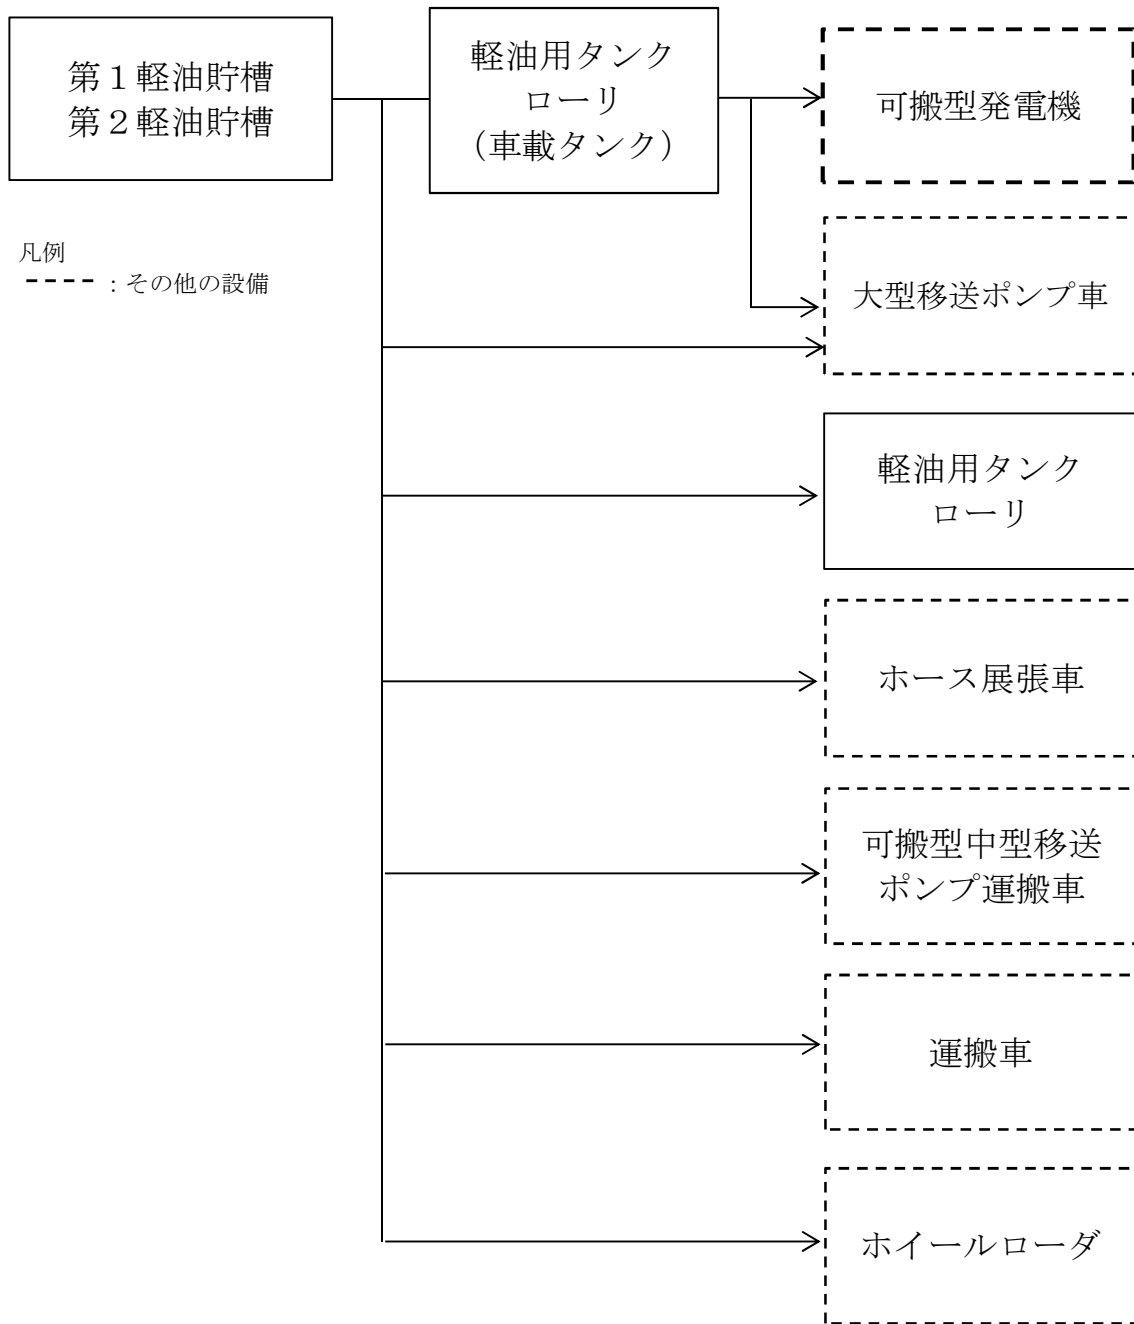 第１軽油貯槽
第２軽油貯槽
軽油用タンク
ローリ
（車載タンク）
可搬型発電機
凡例
：その他の設備
大型移送ポンプ車
軽油用タンク
ローリ
ホース展張車
可搬型中型移送
ポンプ運搬車
運搬車
ホイールローダ